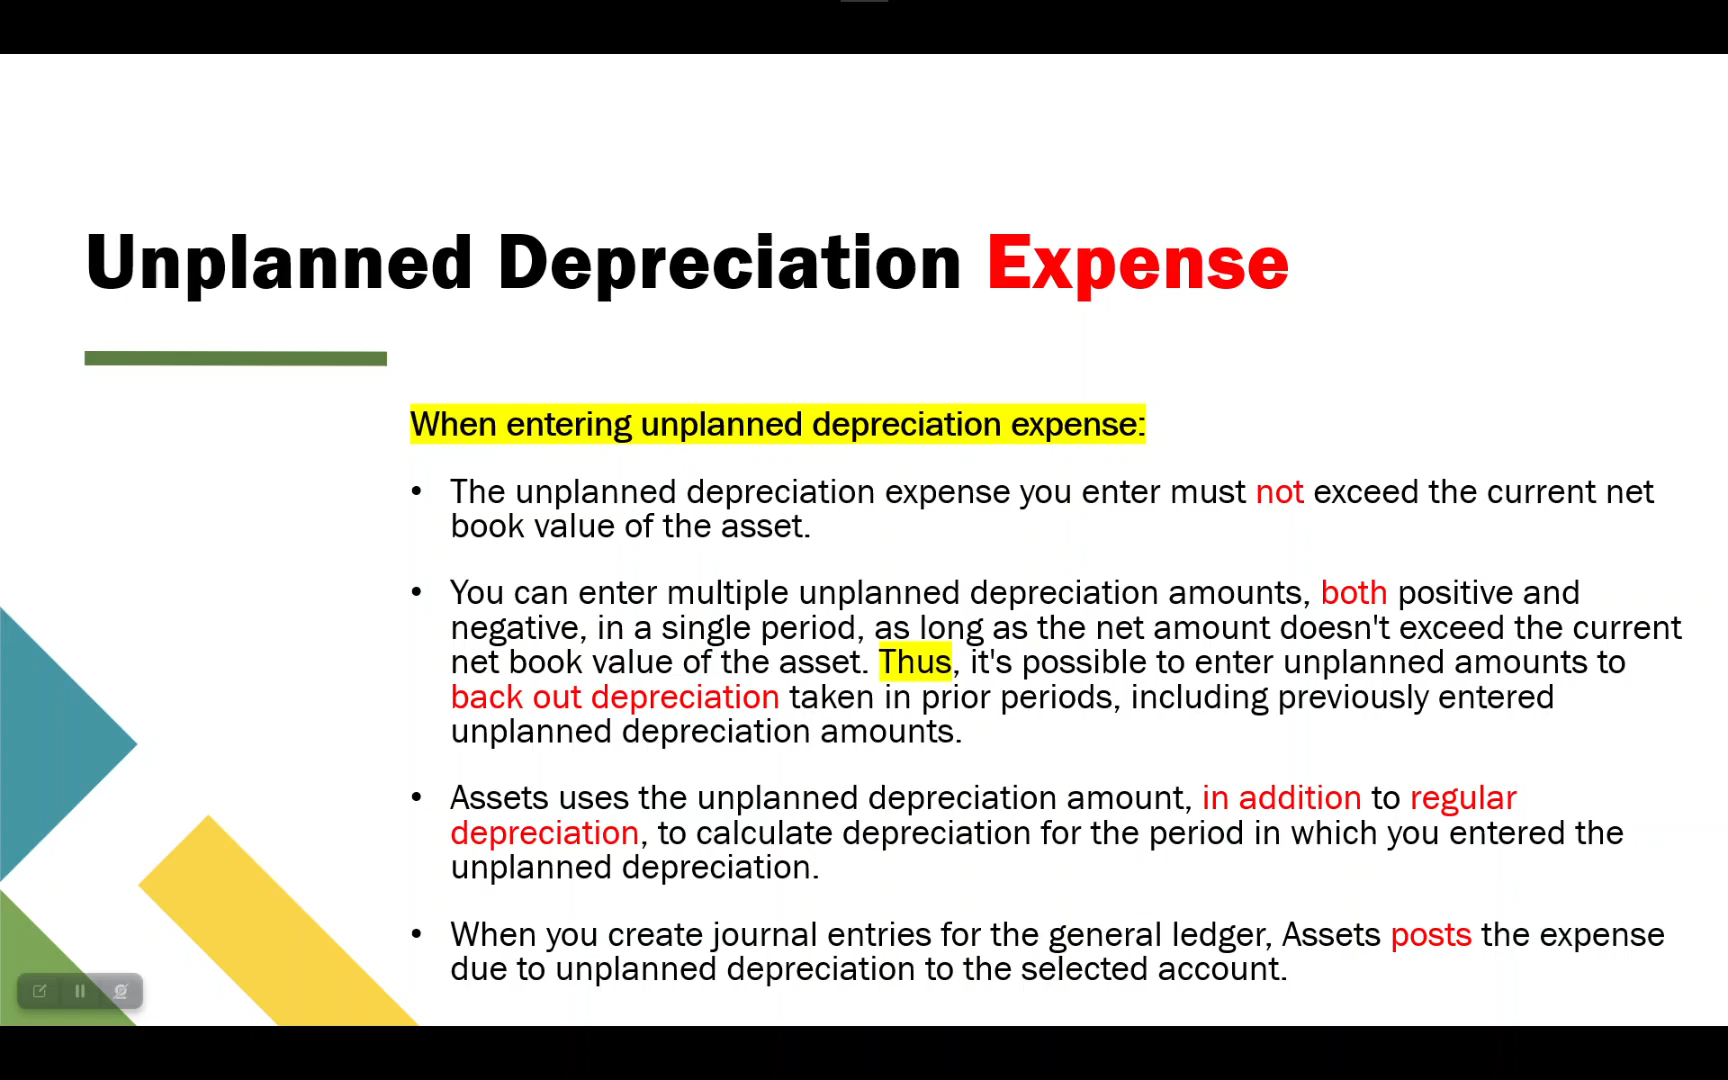 Unplanned Depreciation Expense
When entering unplanned depreciation expense:
• The unplanned depreciation expense you enter must not exceed the current net
book value of the asset.
• You can enter multiple unplanned depreciation amounts, both positive and
negative, in a single period, as long as the net amount doesn't exceed the current
net book value of the asset. Thus, it's possible to enter unplanned amounts to
back out depreciation taken in prior periods, including previously entered
unplanned depreciation amounts.
• Assets uses the unplanned depreciation amount, in addition to regular
depreciation, to calculate depreciation for the period in which you entered the
unplanned depreciation.
• When you create journal entries for the general ledger, Assets posts the expense
due to unplanned depreciation to the selected account.